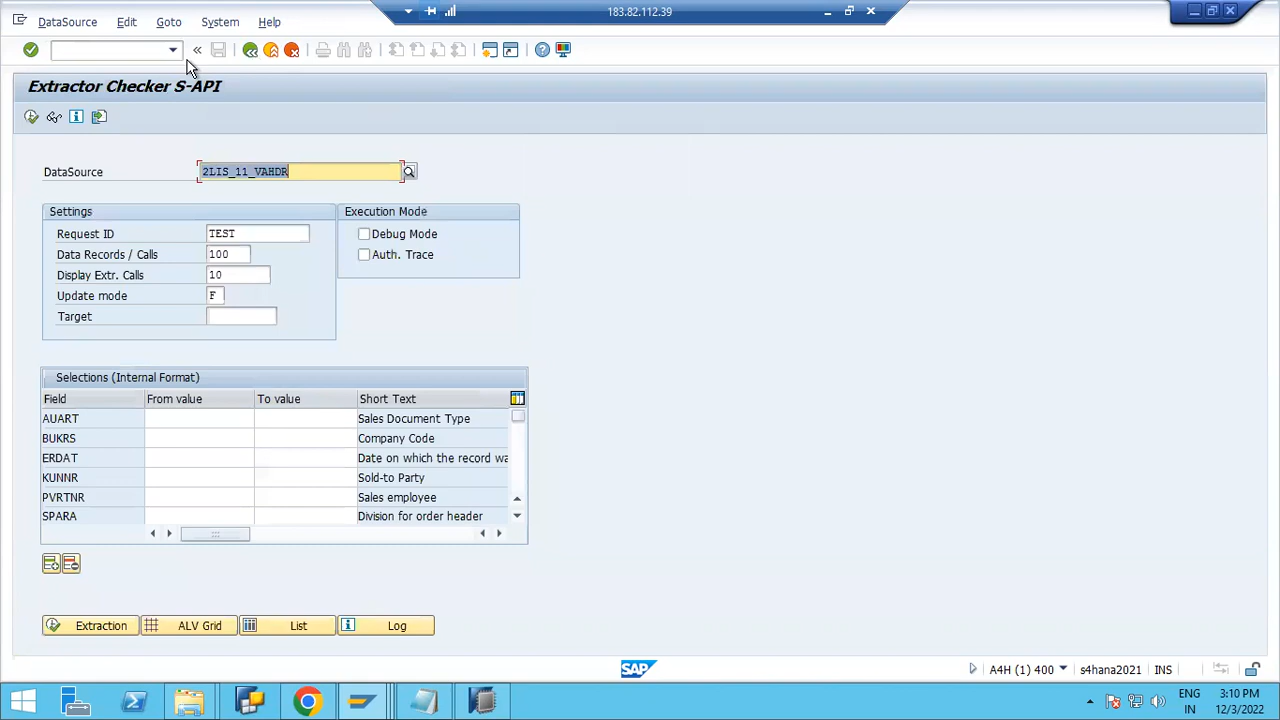 183.82.112.39
DataSource Edit Goto System Help
Extractor Checker S-API
DataSource 2LIS_11_VAHDR
Settings
Request ID TEST
Data Records / Calls 100
Display Extr. Calls 10
Update mode F
Target
Execution Mode
Debug Mode
Auth. Trace
Selections (Internal Format)
Field From value To value Short Text
AUART Sales Document Type
BUKRS Company Code
ERDAT Date on which the record wa
KUNNR Sold-to Party
PVRTNR Sales employee
SPARA Division for order header
Extraction ALV Grid List Log
SAP A4H (1) 400 s4hana2021 INS
ENG 3:10 PM
IN 12/3/2022